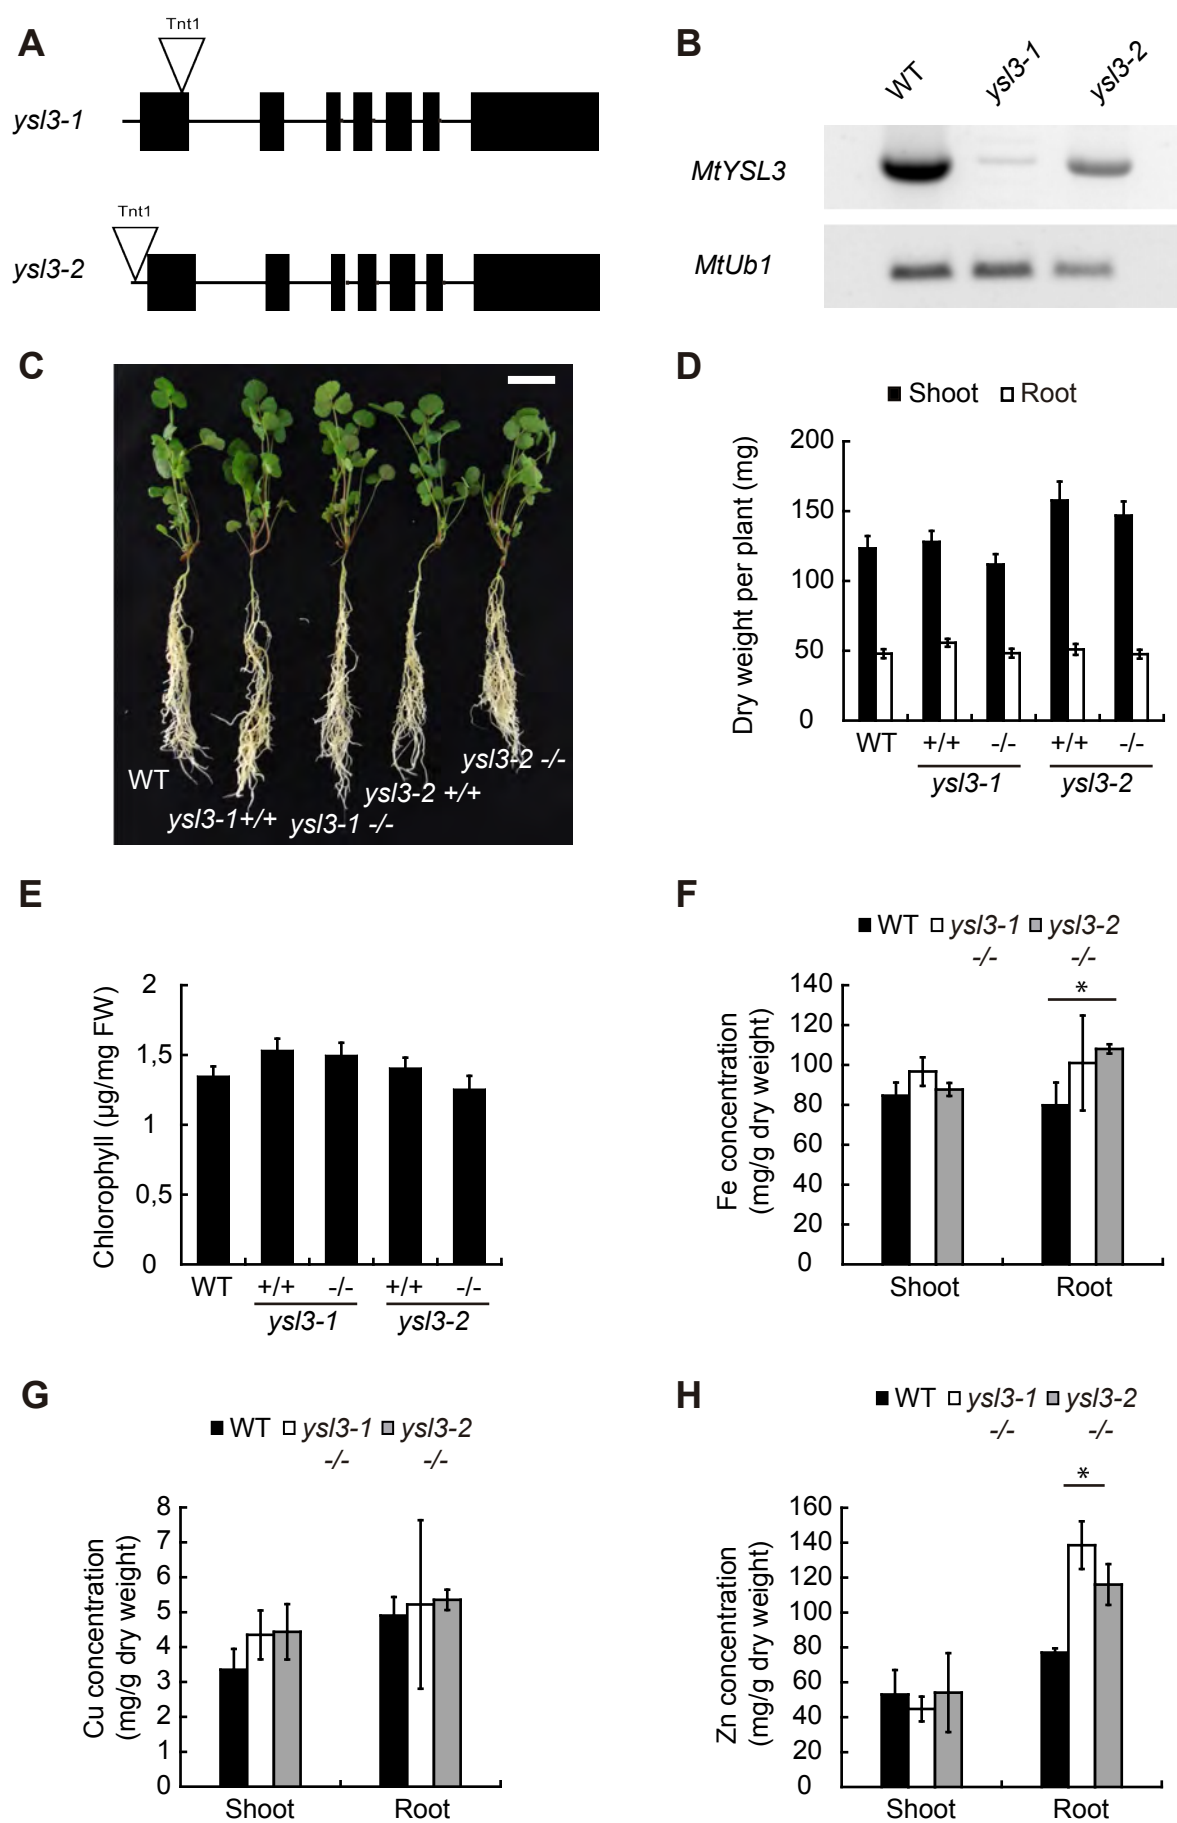 A
Tnt1
ysl3-1
Tnt1
ysl3-2
B
WT ysl3-1 ysl3-2
MtYSL3
MtUb1
C
WT
ysl3-1+/+
ysl3-1 -/-
ysl3-2 +/+
ysl3-2 -/-
D
Shoot Root
Dry weight per plant (mg)
200
150
100
50
0
WT +/+ -/- +/+ -/-
ysl3-1 ysl3-2
E
Chlorophyll (µg/mg FW)
2
1,5
1
0,5
0
WT +/+ -/- +/+ -/-
ysl3-1 ysl3-2
F
WT ysl3-1 ysl3-2
-/- -/-
Fe concentration
(mg/g dry weight)
140
120
100
80
60
40
20
0
*
Shoot Root
G
WT ysl3-1 ysl3-2
-/- -/-
Cu concentration
(mg/g dry weight)
8
7
6
5
4
3
2
1
0
Shoot Root
H
WT ysl3-1 ysl3-2
-/- -/-
Zn concentration
(mg/g dry weight)
160
140
120
80
60
40
20
0
*
Shoot Root